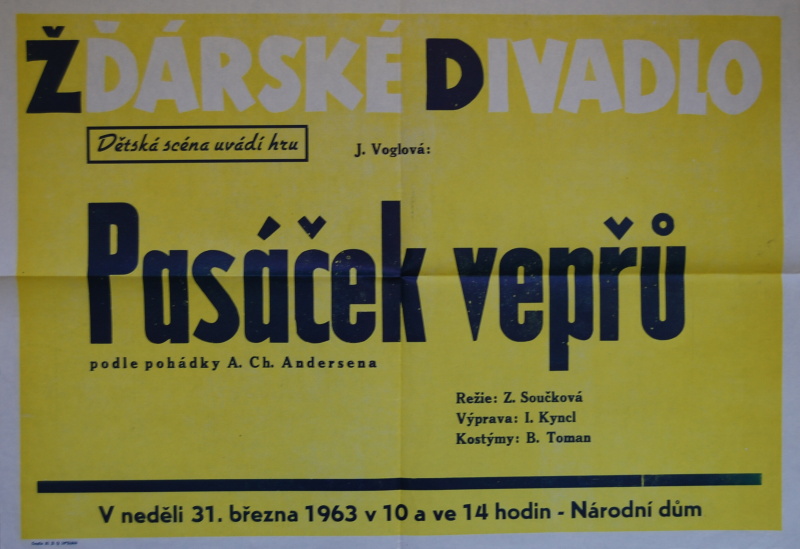 ŽĎÁRSKÉ DIVADLO
Dětská scéna uvádí hru
J. Voglová:
Pasáček vepřů
podle pohádky A. Ch. Andersena
Režie: Z. Součková
Výprava: I. Kyncl
Kostýmy: B. Toman
V neděli 31. března 1963 v 10 a ve 14 hodin - Národní dům